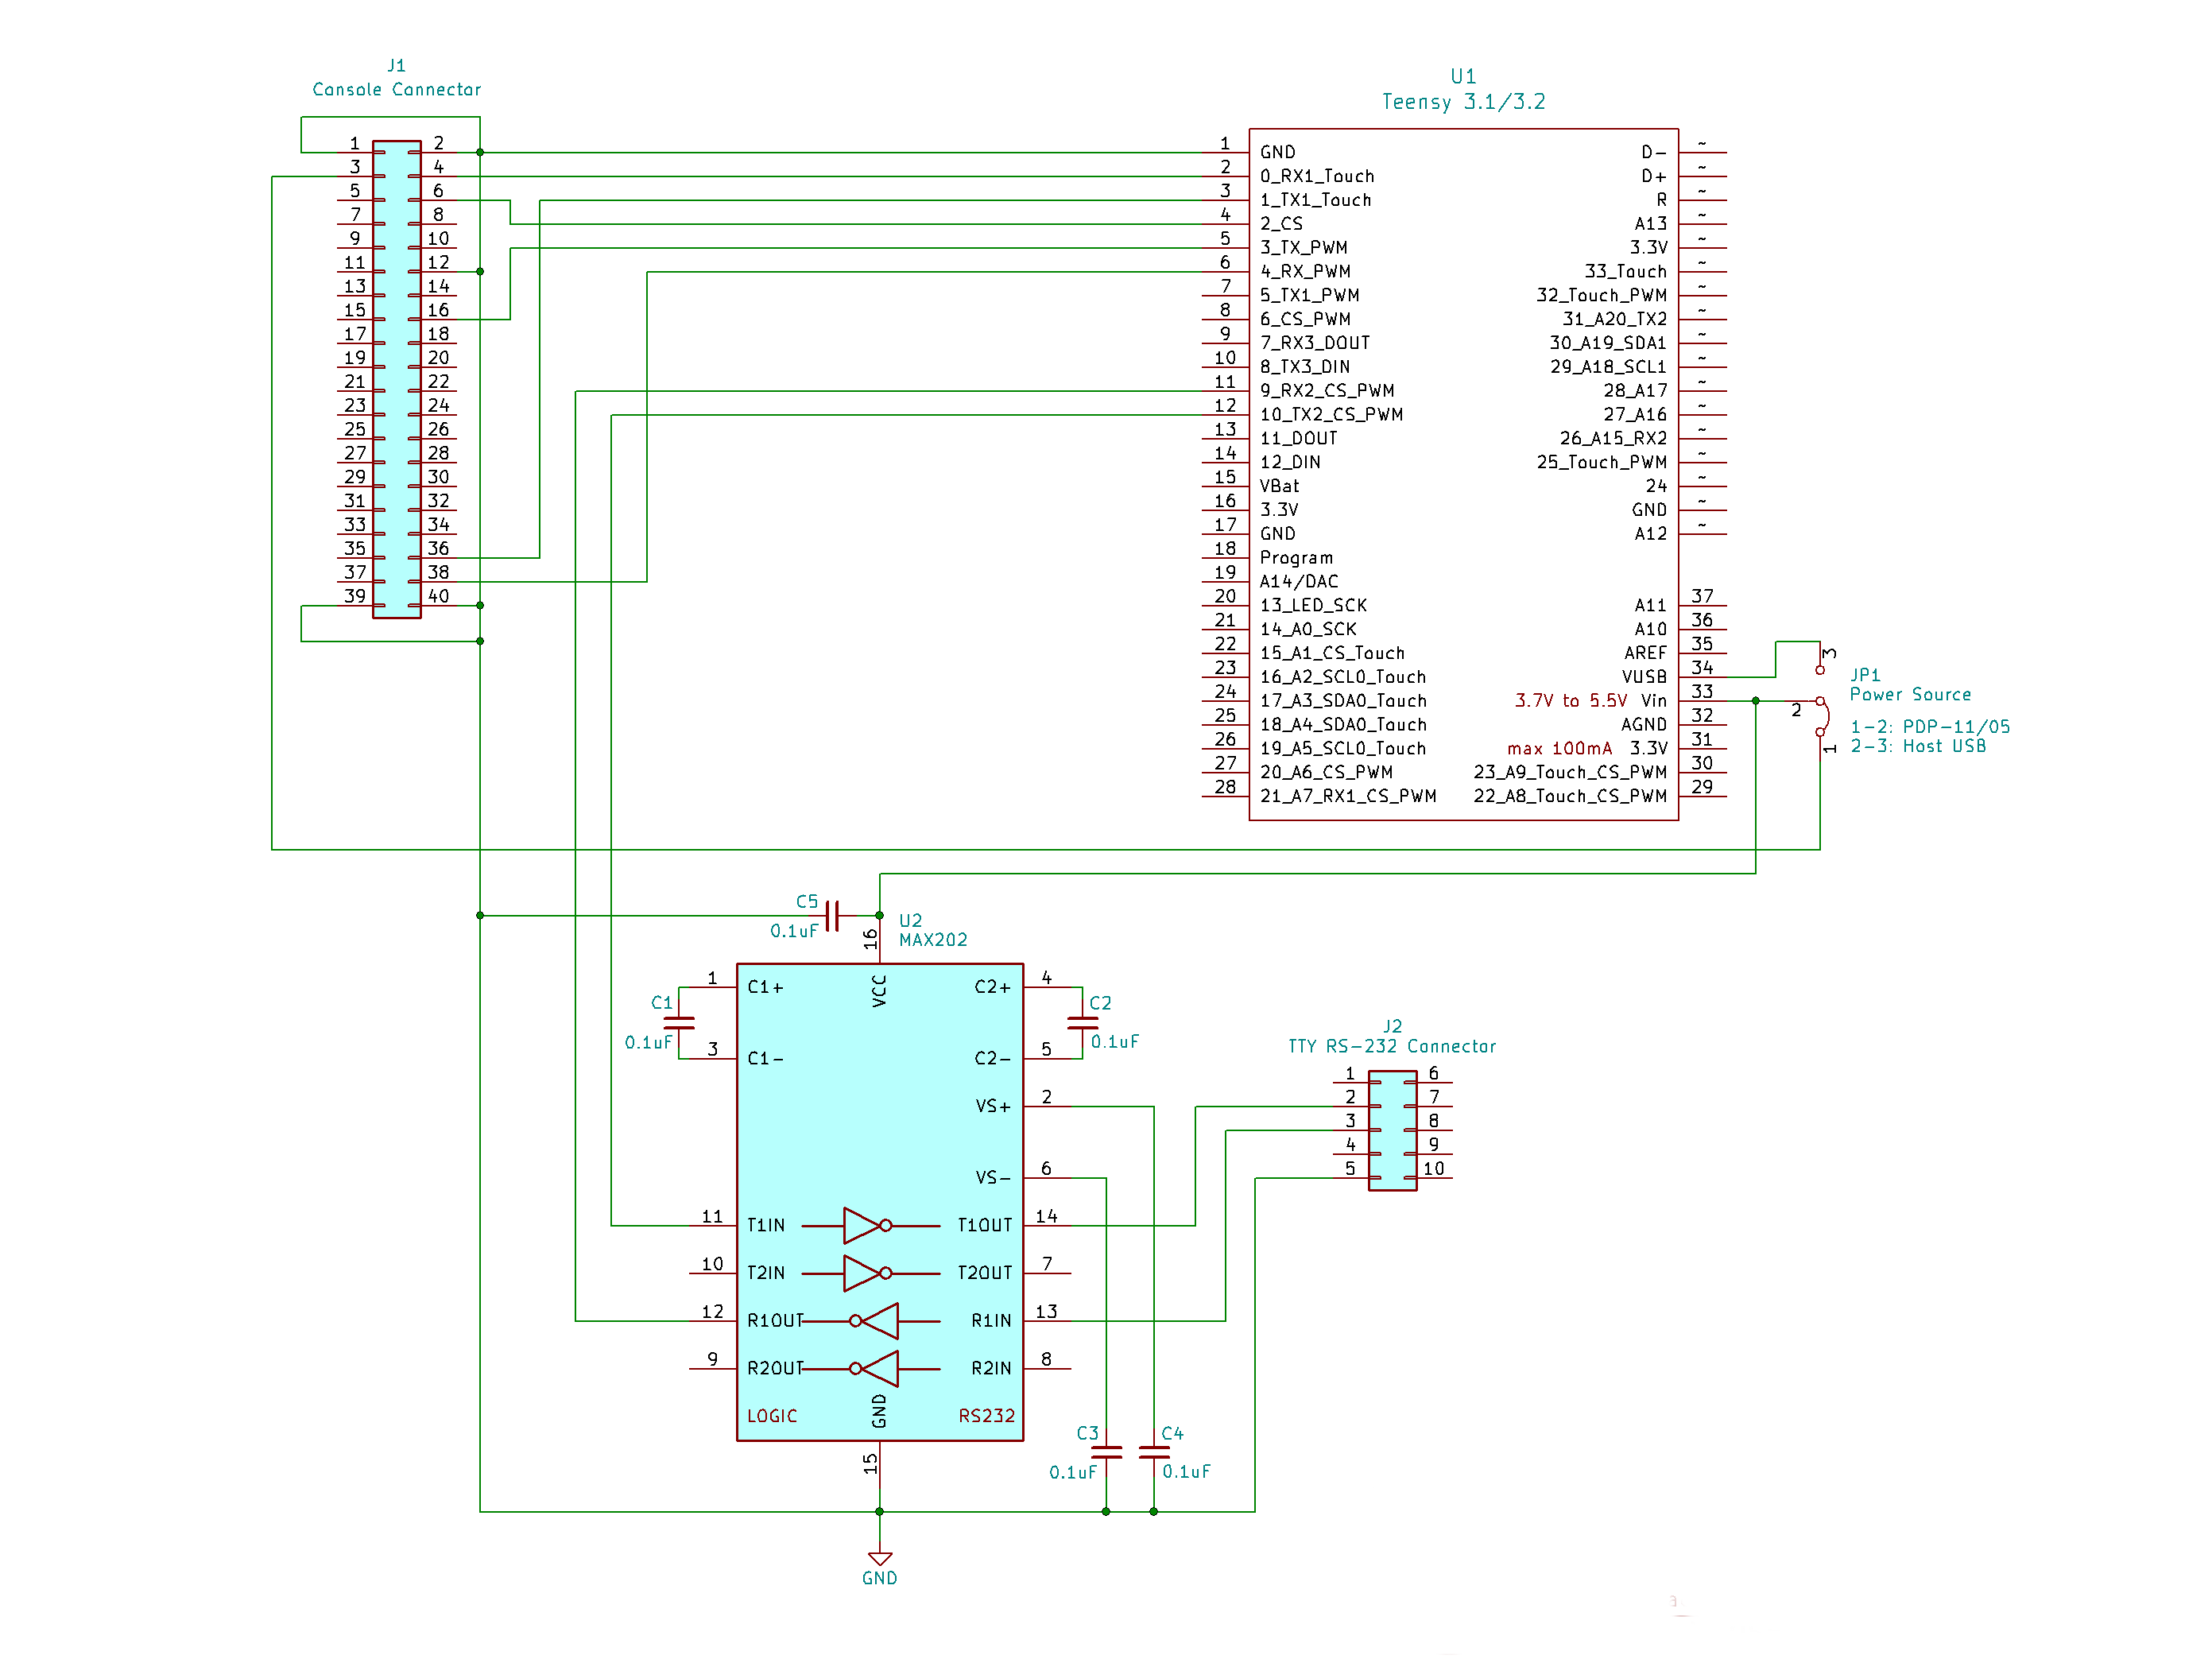 J1
Console Connector
1 2
3 4
5 6
7 8
9 10
11 12
13 14
15 16
17 18
19 20
21 22
23 24
25 26
27 28
29 30
31 32
33 34
35 36
37 38
39 40
U1
Teensy 3.1/3.2
1 GND D- ~
2 0_RX1_Touch D+ ~
3 1_TX1_Touch R ~
4 2_CS A13 ~
5 3_TX_PWM 3.3V ~
6 4_RX_PWM 33_Touch ~
7 5_TX1_PWM 32_Touch_PWM ~
8 6_CS_PWM 31_A20_TX2 ~
9 7_RX3_DOUT 30_A19_SDA1 ~
10 8_TX3_DIN 29_A18_SCL1 ~
11 9_RX2_CS_PWM 28_A17 ~
12 10_TX2_CS_PWM 27_A16 ~
13 11_DOUT 26_A15_RX2 ~
14 12_DIN 25_Touch_PWM ~
15 VBat 24 ~
16 3.3V GND ~
17 GND A12 ~
18 Program
19 A14/DAC
20 13_LED_SCK A11 37
21 14_A0_SCK A10 36
22 15_A1_CS_Touch AREF 35
23 16_A2_SCL0_Touch VUSB 34
24 17_A3_SDA0_Touch 3.7V to 5.5V Vin 33
25 18_A4_SDA0_Touch AGND 32
26 19_A5_SCL0_Touch max 100mA 3.3V 31
27 20_A6_CS_PWM 23_A9_Touch_CS_PWM 30
28 21_A7_RX1_CS_PWM 22_A8_Touch_CS_PWM 29
3
2
1
JP1
Power Source
1-2: PDP-11/05
2-3: Host USB
C5
0.1uF
16
U2
MAX202
VCC
1 C1+ C2+ 4
C1
0.1uF
C2
0.1uF
3 C1- C2- 5
VS+ 2
VS- 6
11 T1IN T1OUT 14
10 T2IN T2OUT 7
12 R1OUT R1IN 13
9 R2OUT R2IN 8
LOGIC GND RS232
15
C3
0.1uF
C4
0.1uF
GND
J2
TTY RS-232 Connector
1 6
2 7
3 8
4 9
5 10